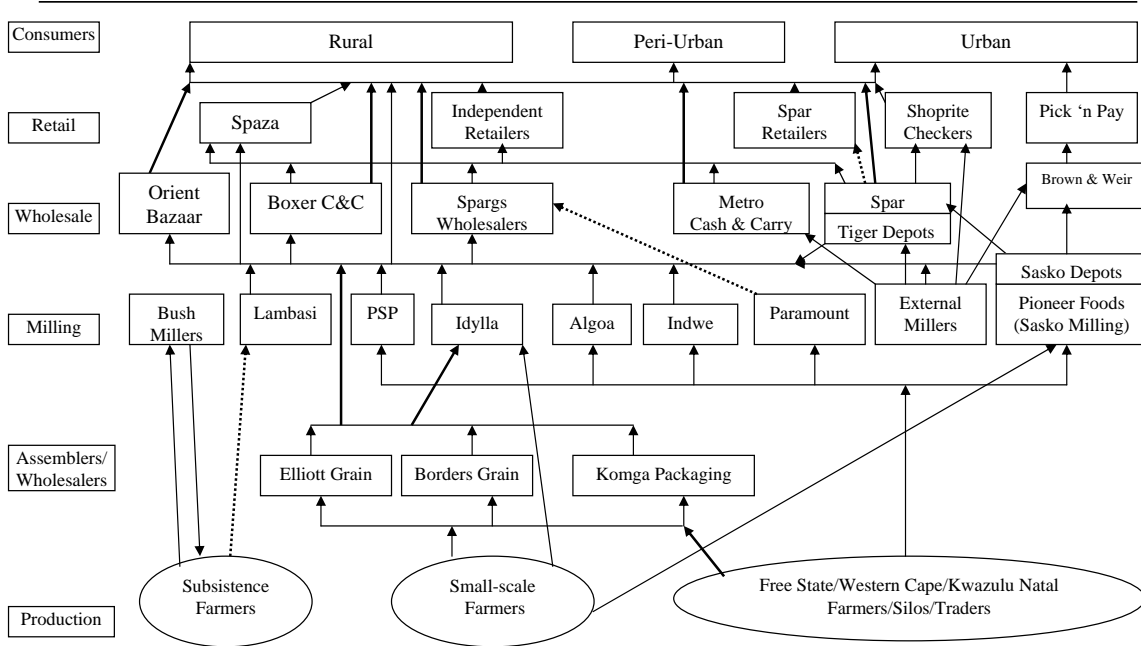 Consumers
Rural
Peri-Urban
Urban
Retail
Spaza
Independent
Retailers
Spar
Retailers
Shoprite
Checkers
Pick ‘n Pay
Wholesale
Orient
Bazaar
Boxer C&C
Spargs
Wholesalers
Metro
Cash & Carry
Spar
Tiger Depots
Brown & Weir
Sasko Depots
Milling
Bush
Millers
Lambasi
PSP
Idylla
Algoa
Indwe
Paramount
External
Millers
Pioneer Foods
(Sasko Milling)
Assemblers/
Wholesalers
Elliott Grain
Borders Grain
Komga Packaging
Production
Subsistence
Farmers
Small-scale
Farmers
Free State/Western Cape/Kwazulu Natal
Farmers/Silos/Traders